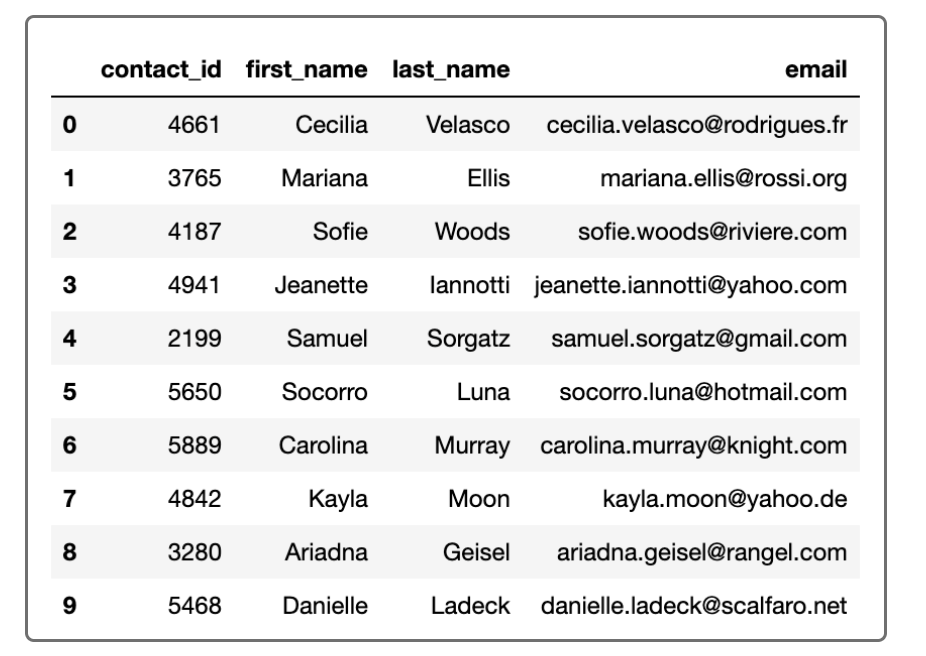 contact_id first_name last_name email
0 4661 Cecilia Velasco cecilia.velasco@rodrigues.fr
1 3765 Mariana Ellis mariana.ellis@rossi.org
2 4187 Sofie Woods sofie.woods@riviere.com
3 4941 Jeanette Iannotti jeanette.iannotti@yahoo.com
4 2199 Samuel Sorgatz samuel.sorgatz@gmail.com
5 5650 Socorro Luna socorro.luna@hotmail.com
6 5889 Carolina Murray carolina.murray@knight.com
7 4842 Kayla Moon kayla.moon@yahoo.de
8 3280 Ariadna Geisel ariadna.geisel@rangel.com
9 5468 Danielle Ladeck danielle.ladeck@scalfaro.net